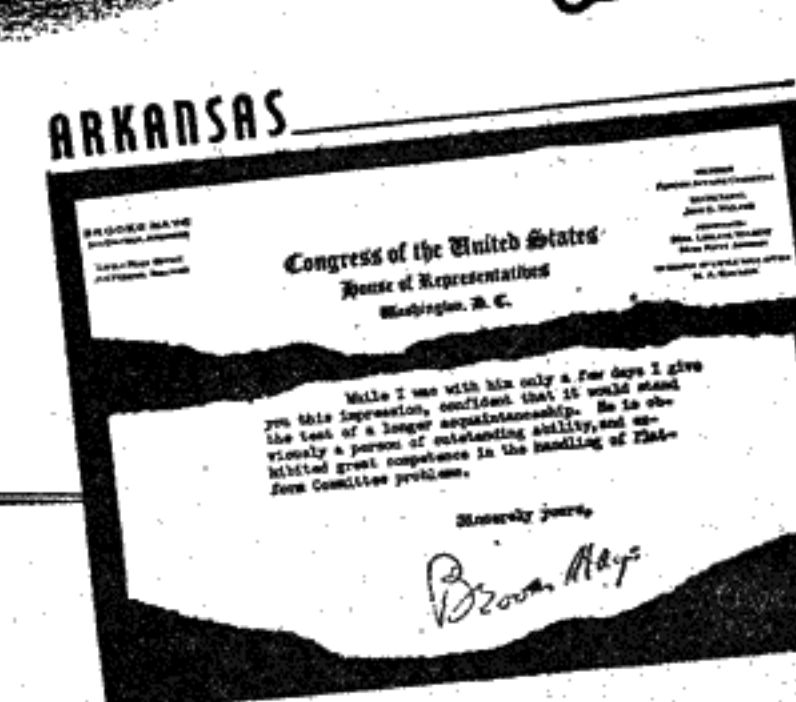 ARKANSAS
BROOKS HAYS
Congress of the United States
House of Representatives
Washington, D. C.
While I was with him only a few days I give
you this impression, confident that it would stand
the test of a longer acquaintanceship. He is ob-
viously a person of outstanding ability, and ex-
hibited great competence in the handling of Plat-
form Committee problems.
Sincerely yours,
Brooks Hays